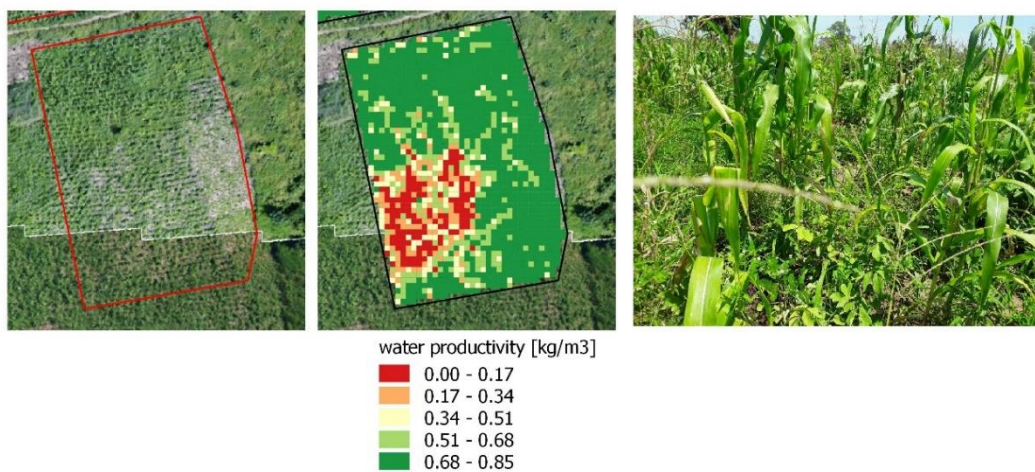 water productivity [kg/m3]
0.00 - 0.17
0.17 - 0.34
0.34 - 0.51
0.51 - 0.68
0.68 - 0.85